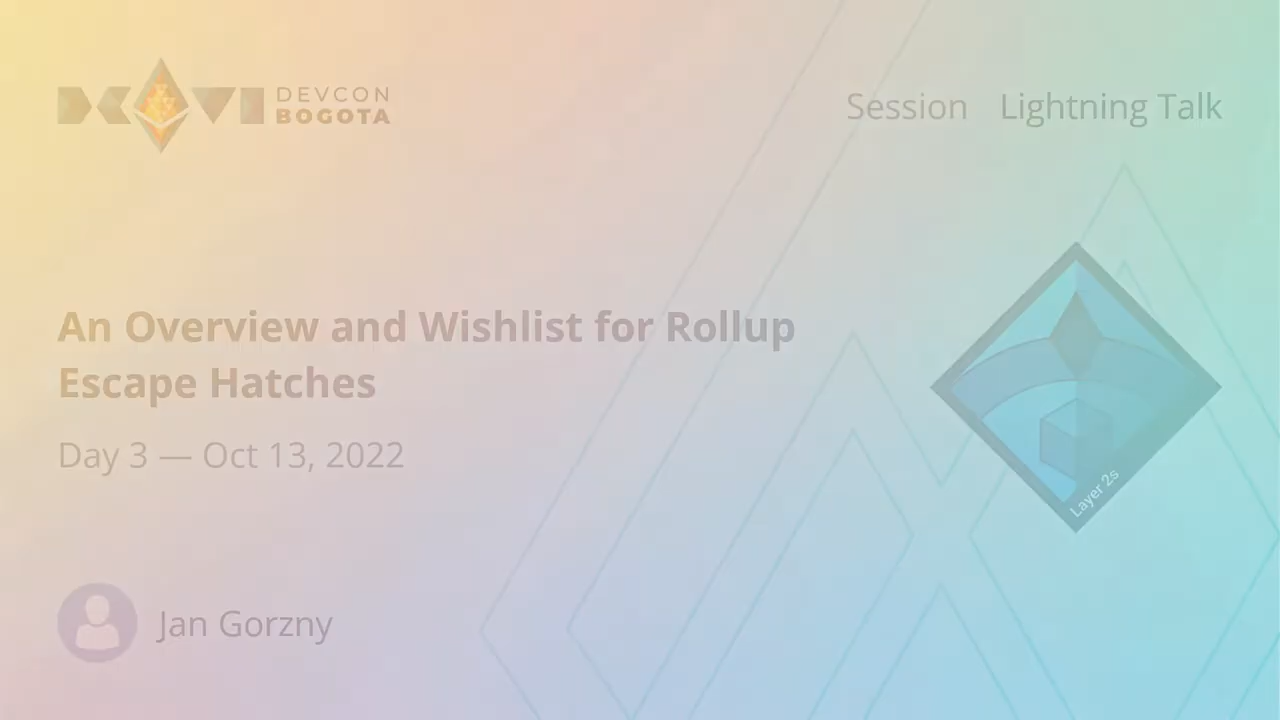 DEVCON
BOGOTA
Session Lightning Talk
An Overview and Wishlist for Rollup
Escape Hatches
Day 3 — Oct 13, 2022
Layer 2s
Jan Gorzny